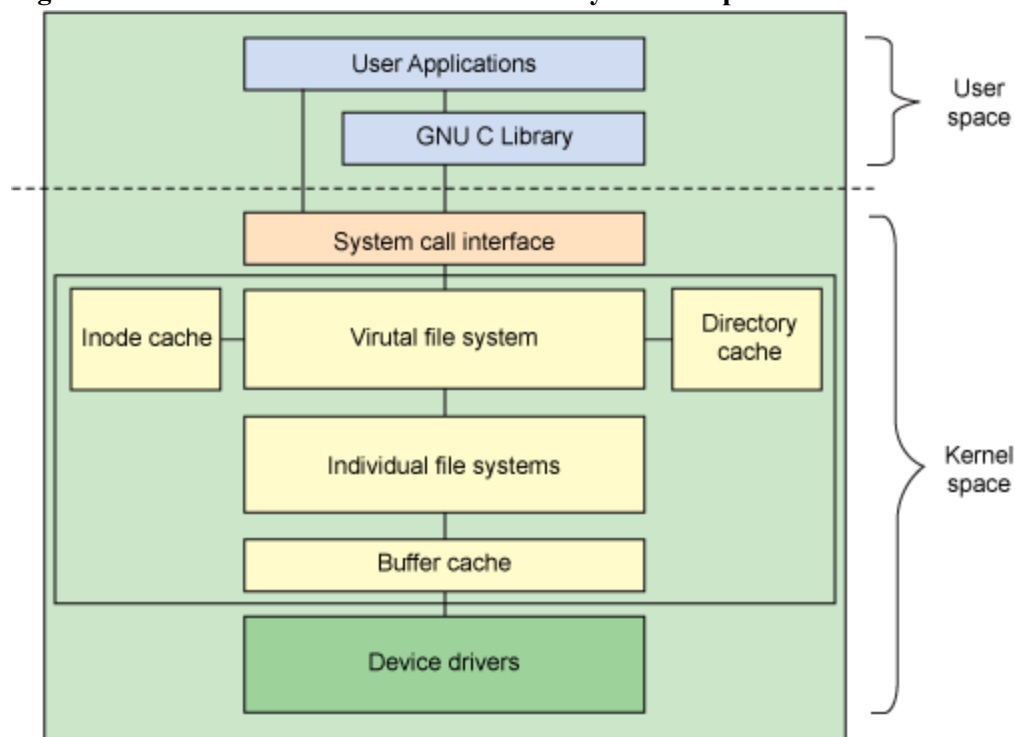 User Applications
User
space
GNU C Library
System call interface
Inode cache
Virutal file system
Directory
cache
Individual file systems
Kernel
space
Buffer cache
Device drivers